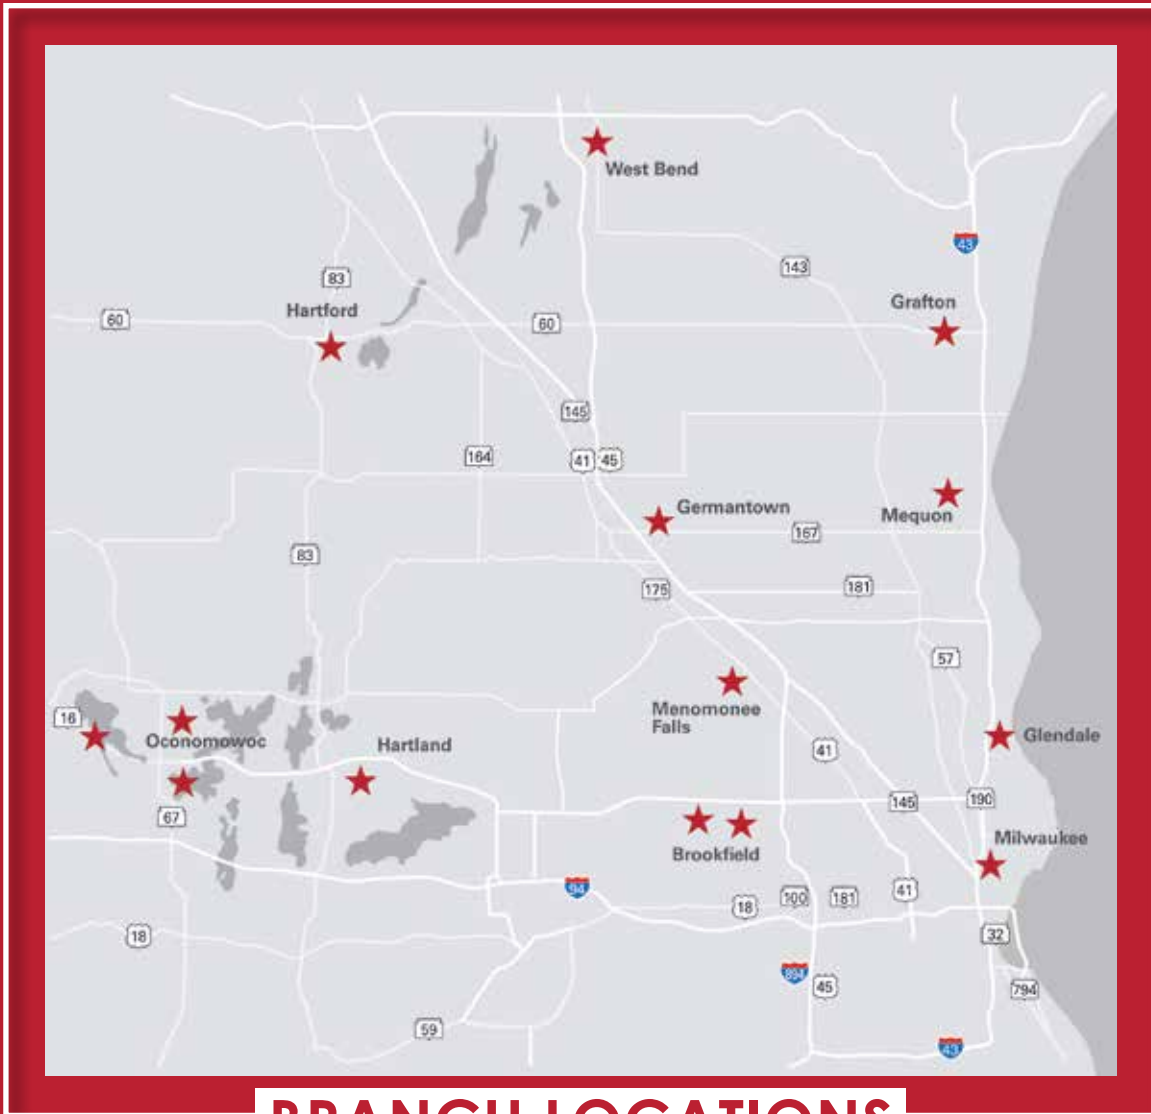 West Bend
43
143
83
Hartford
Grafton
60
60
145
164
41
45
Germantown
Mequon
167
83
175
181
57
Menomonee
Falls
16
Oconomowoc
Hartland
Glendale
41
67
145
190
Milwaukee
Brookfield
94
18
100
181
41
18
32
894
45
794
59
43
BRANCH LOCATIONS